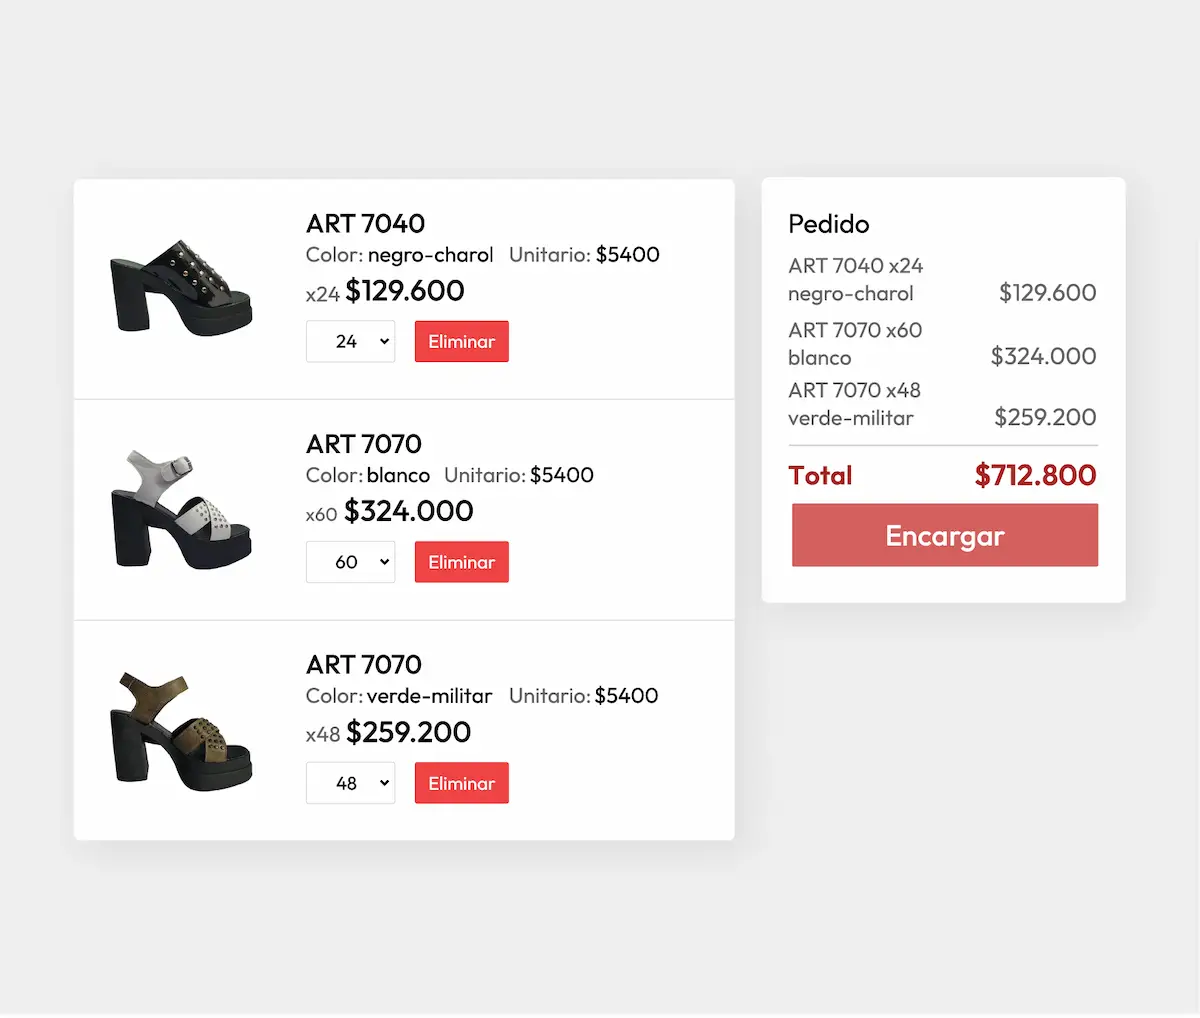 ART 7040
Color: negro-charol Unitario: $5400
x24 $129.600
24 Eliminar
ART 7070
Color: blanco Unitario: $5400
x60 $324.000
60 Eliminar
ART 7070
Color: verde-militar Unitario: $5400
x48 $259.200
48 Eliminar
Pedido
ART 7040 x24
negro-charol $129.600
ART 7070 x60
blanco $324.000
ART 7070 x48
verde-militar $259.200
Total $712.800
Encargar